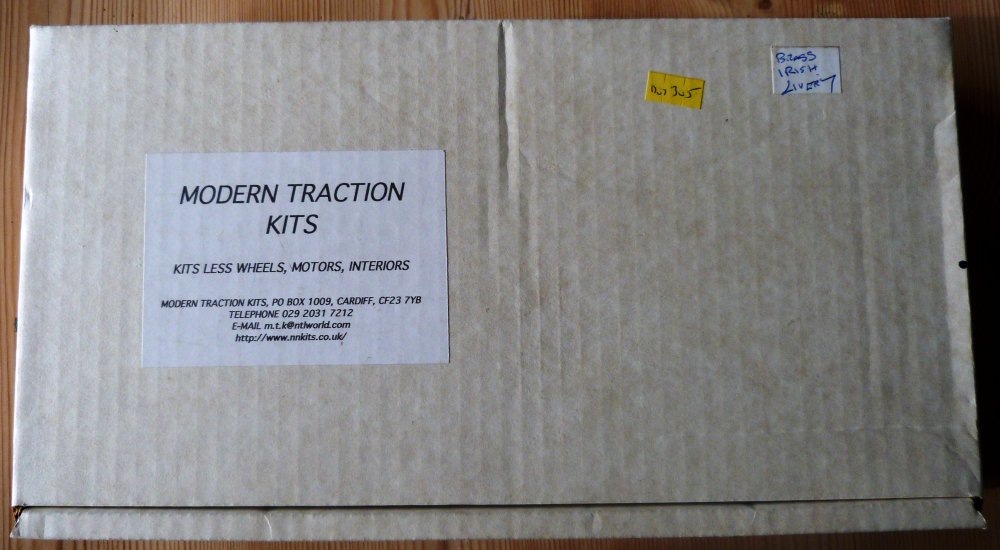 BRASS
IRISH
LIVERY
305
MODERN TRACTION
KITS
KITS LESS WHEELS, MOTORS, INTERIORS
MODERN TRACTION KITS, PO BOX 1009, CARDIFF, CF23 7YB
TELEPHONE 029 2031 7212
E-MAIL m.t.k@ntlworld.com
http://www.nnkits.co.uk/